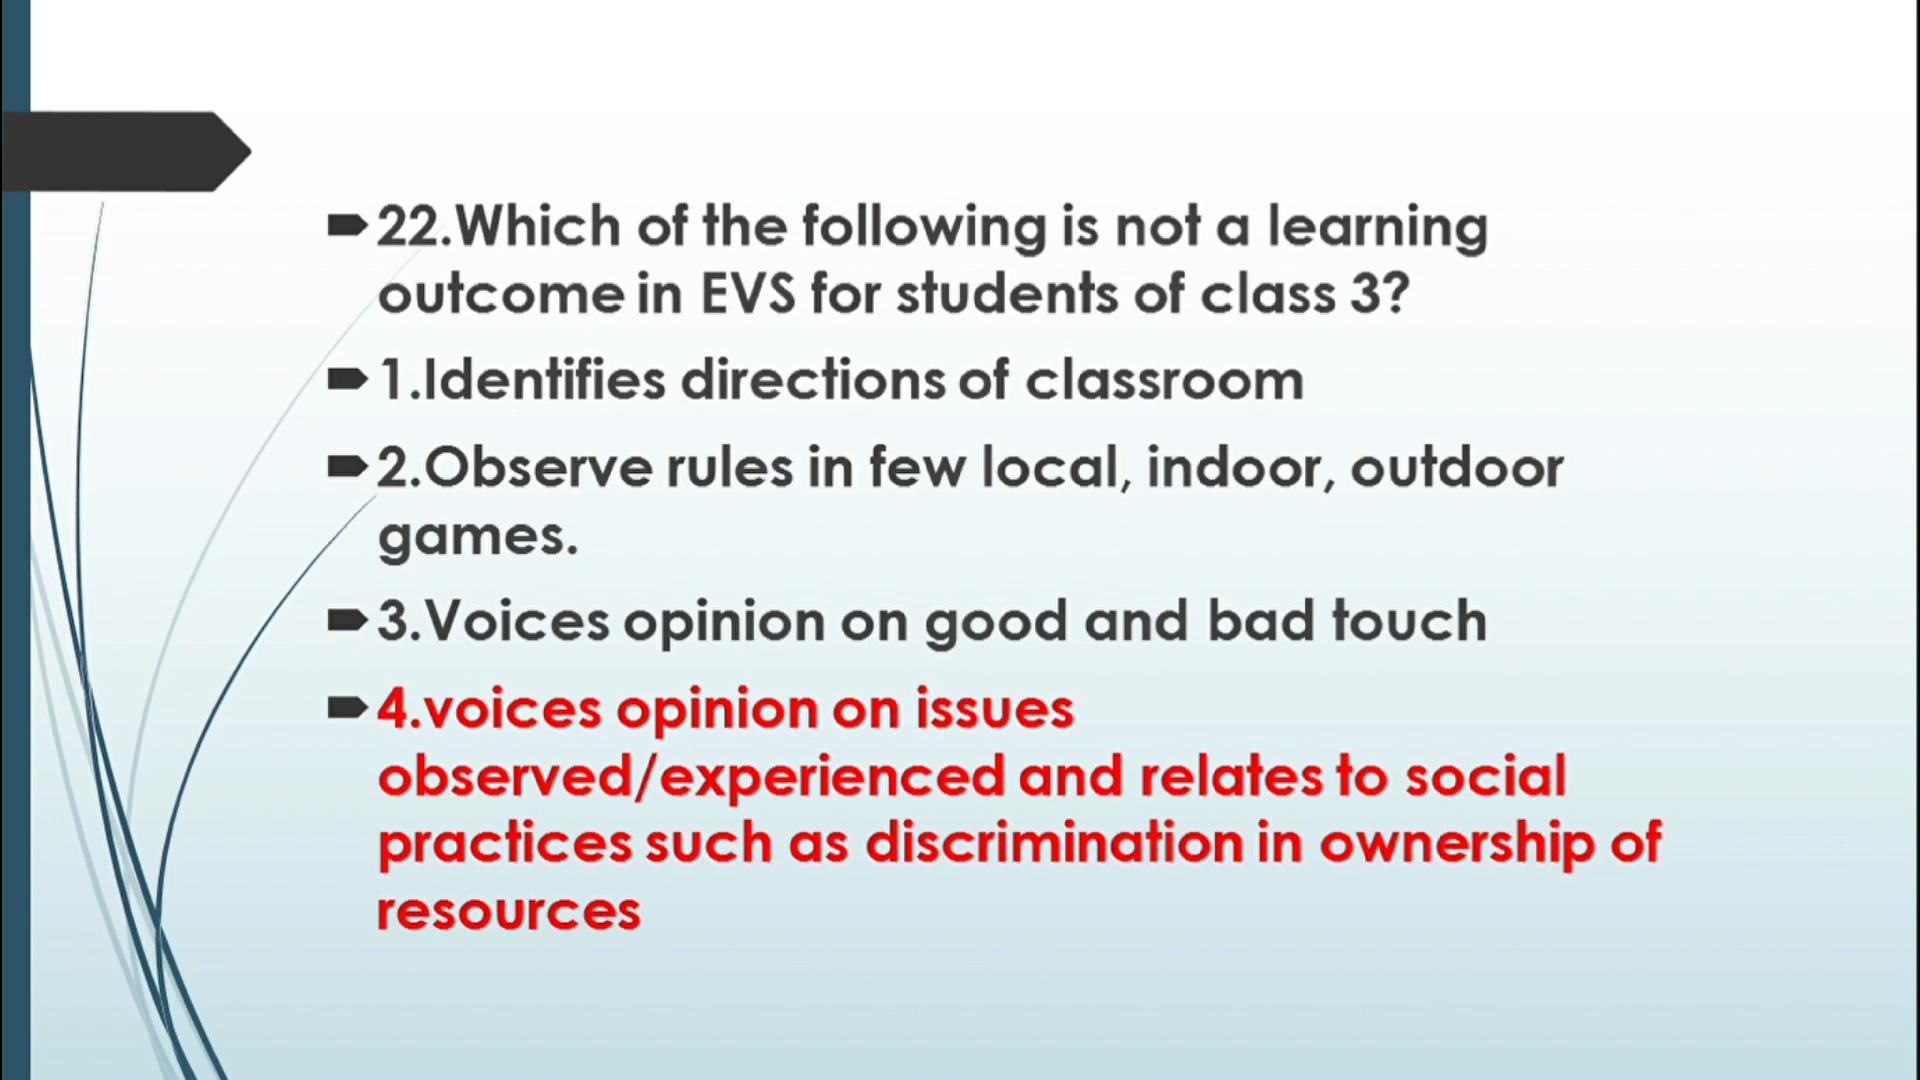 22.Which of the following is not a learning
outcome in EVS for students of class 3?
1.Identifies directions of classroom
2.Observe rules in few local, indoor, outdoor
games.
3.Voices opinion on good and bad touch
4.voices opinion on issues
observed/experienced and relates to social
practices such as discrimination in ownership of
resources